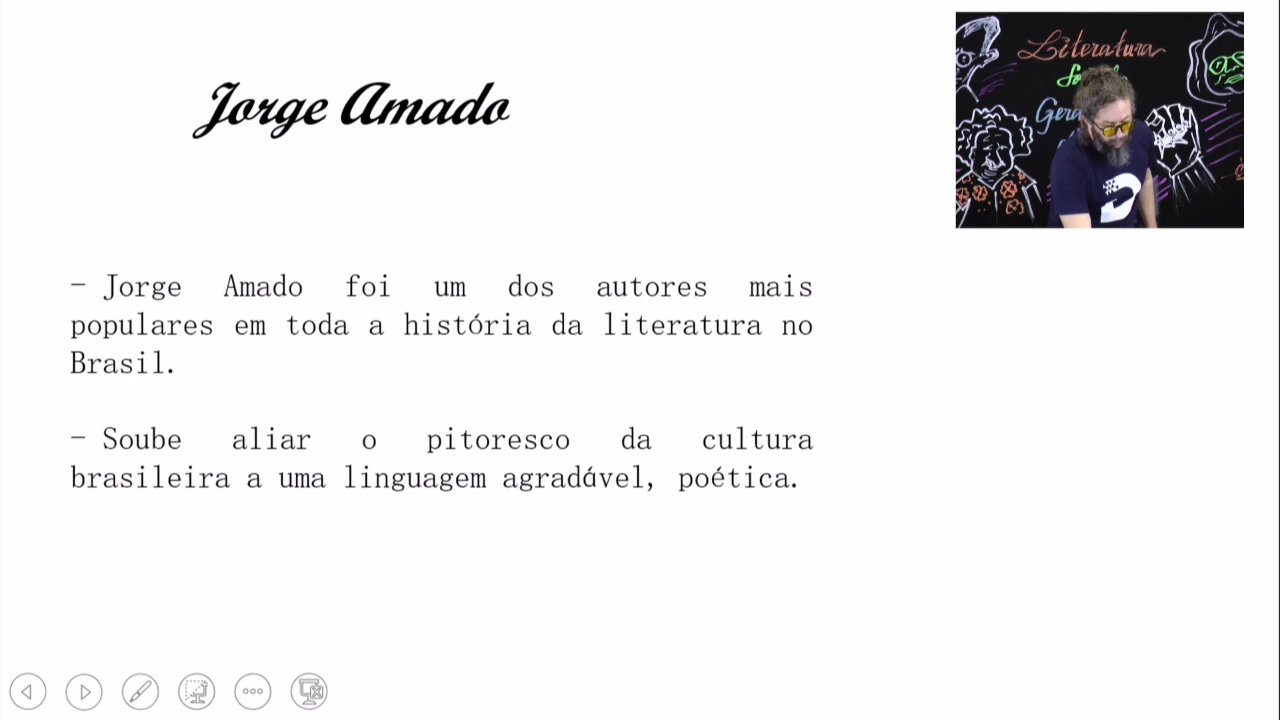 Jorge Amado
Literatura
- Jorge Amado foi um dos autores mais
populares em toda a história da literatura no
Brasil.
- Soube aliar o pitoresco da cultura
brasileira a uma linguagem agradável, poética.